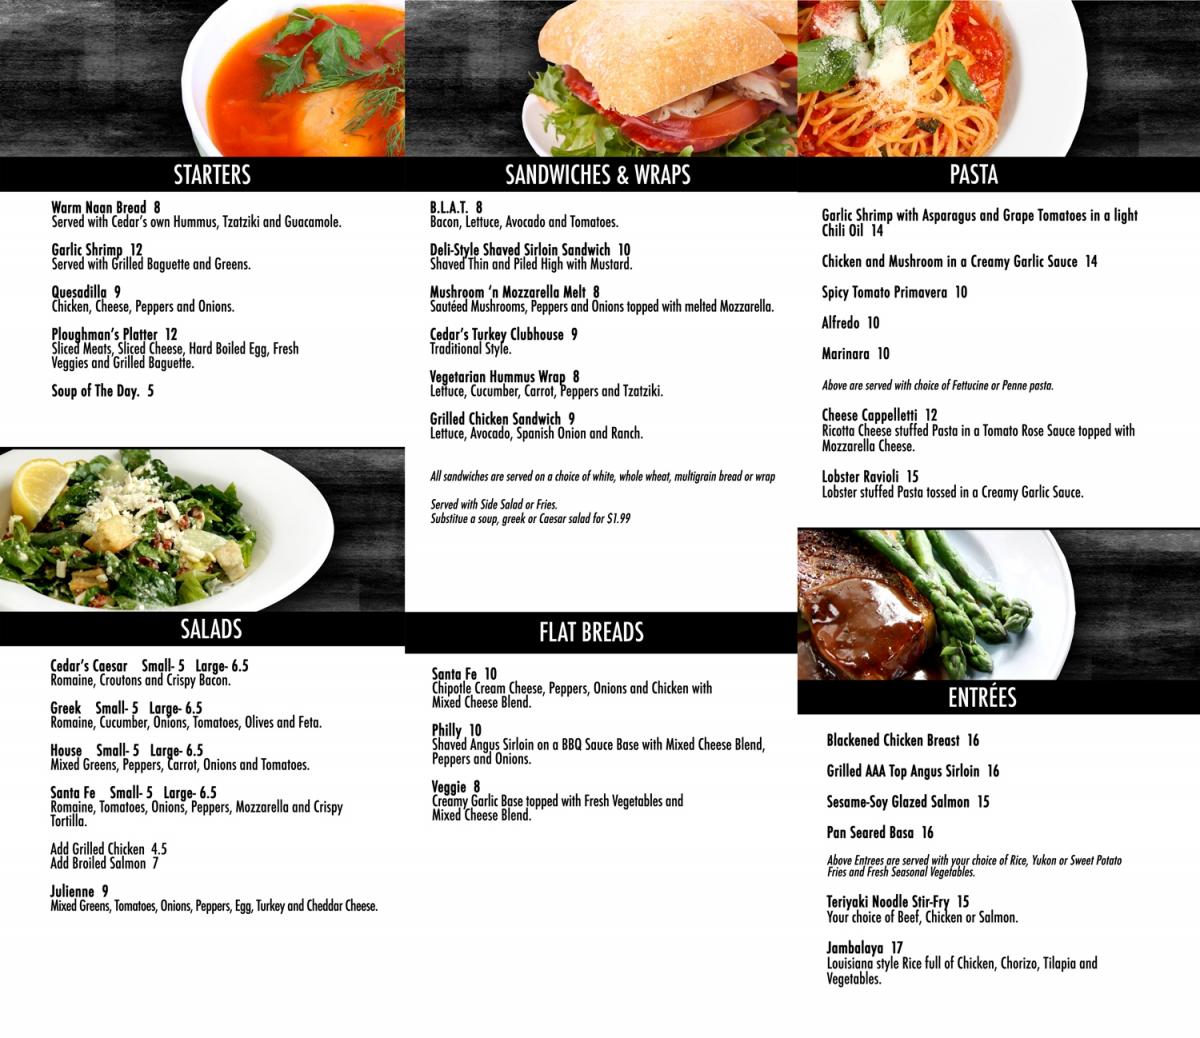 STARTERS
Warm Naan Bread 8
Served with Cedar's own Hummus, Tzatziki and Guacamole.
Garlic Shrimp 12
Served with Grilled Baguette and Greens.
Quesadilla 9
Chicken, Cheese, Peppers and Onions.
Ploughman's Platter 12
Sliced Meats, Sliced Cheese, Hard Boiled Egg, Fresh
Veggies and Grilled Baguette.
Soup of The Day. 5
SALADS
Cedar's Caesar Small- 5 Large- 6.5
Romaine, Croutons and Crispy Bacon.
Greek Small- 5 Large- 6.5
Romaine, Cucumber, Onions, Tomatoes, Olives and Feta.
House Small- 5 Large- 6.5
Mixed Greens, Peppers, Carrot, Onions and Tomatoes.
Santa Fe Small- 5 Large- 6.5
Romaine, Tomatoes, Onions, Peppers, Mozzarella and Crispy
Tortilla.
Add Grilled Chicken 4.5
Add Broiled Salmon 7
Julienne 9
Mixed Greens, Tomatoes, Onions, Peppers, Egg, Turkey and Cheddar Cheese.
SANDWICHES & WRAPS
B.L.A.T. 8
Bacon, Lettuce, Avocado and Tomatoes.
Deli-Style Shaved Sirloin Sandwich 10
Shaved Thin and Piled High with Mustard.
Mushroom 'n Mozzarella Melt 8
Sautéed Mushrooms, Peppers and Onions topped with melted Mozzarella.
Cedar's Turkey Clubhouse 9
Traditional Style.
Vegetarian Hummus Wrap 8
Lettuce, Cucumber, Carrot, Peppers and Tzatziki.
Grilled Chicken Sandwich 9
Lettuce, Avocado, Spanish Onion and Ranch.
All sandwiches are served on a choice of white, whole wheat, multigrain bread or wrap
Served with Side Salad or Fries.
Substitue a soup, greek or Caesar salad for $1.99
FLAT BREADS
Santa Fe 10
Chipotle Cream Cheese, Peppers, Onions and Chicken with
Mixed Cheese Blend.
Philly 10
Shaved Angus Sirloin on a BBQ Sauce Base with Mixed Cheese Blend,
Peppers and Onions.
Veggie 8
Creamy Garlic Base topped with Fresh Vegetables and
Mixed Cheese Blend.
PASTA
Garlic Shrimp with Asparagus and Grape Tomatoes in a light
Chili Oil 14
Chicken and Mushroom in a Creamy Garlic Sauce 14
Spicy Tomato Primavera 10
Alfredo 10
Marinara 10
Above are served with choice of Fettucine or Penne pasta.
Cheese Cappelletti 12
Ricotta Cheese stuffed Pasta in a Tomato Rose Sauce topped with
Mozzarella Cheese.
Lobster Ravioli 15
Lobster stuffed Pasta tossed in a Creamy Garlic Sauce.
ENTRÉES
Blackened Chicken Breast 16
Grilled AAA Top Angus Sirloin 16
Sesame-Soy Glazed Salmon 15
Pan Seared Basa 16
Above Entrees are served with your choice of Rice, Yukon or Sweet Potato
Fries and Fresh Seasonal Vegetables.
Teriyaki Noodle Stir-Fry 15
Your choice of Beef, Chicken or Salmon.
Jambalaya 17
Louisiana style Rice full of Chicken, Chorizo, Tilapia and
Vegetables.